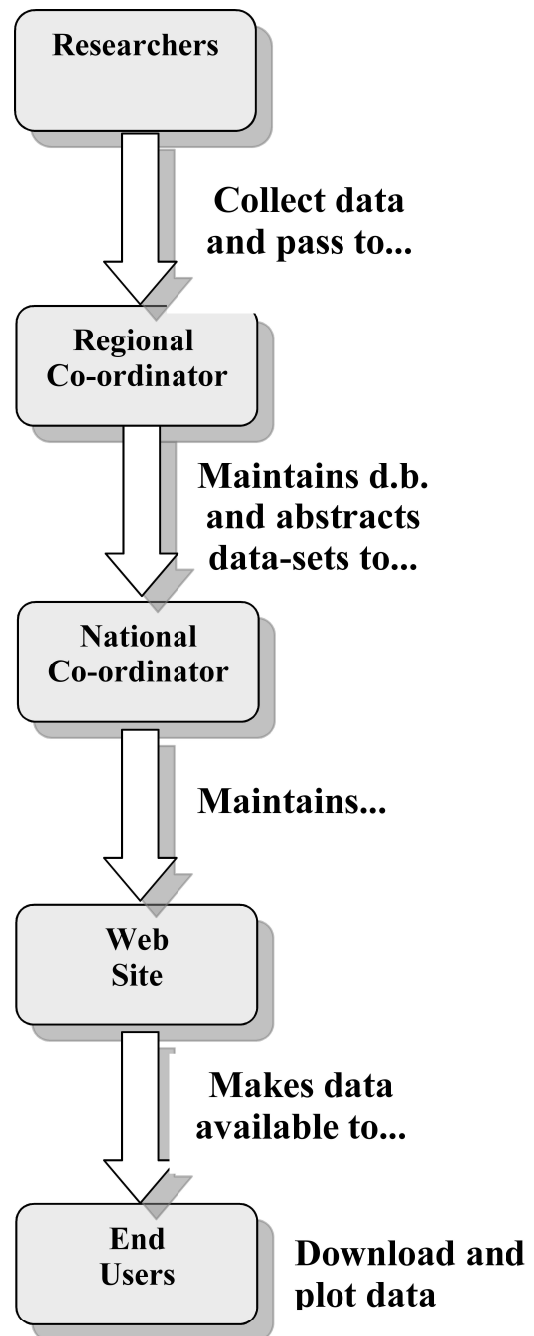 Researchers
Collect data
and pass to...
Regional
Co-ordinator
Maintains d.b.
and abstracts
data-sets to...
National
Co-ordinator
Maintains...
Web
Site
Makes data
available to...
End
Users
Download and
plot data